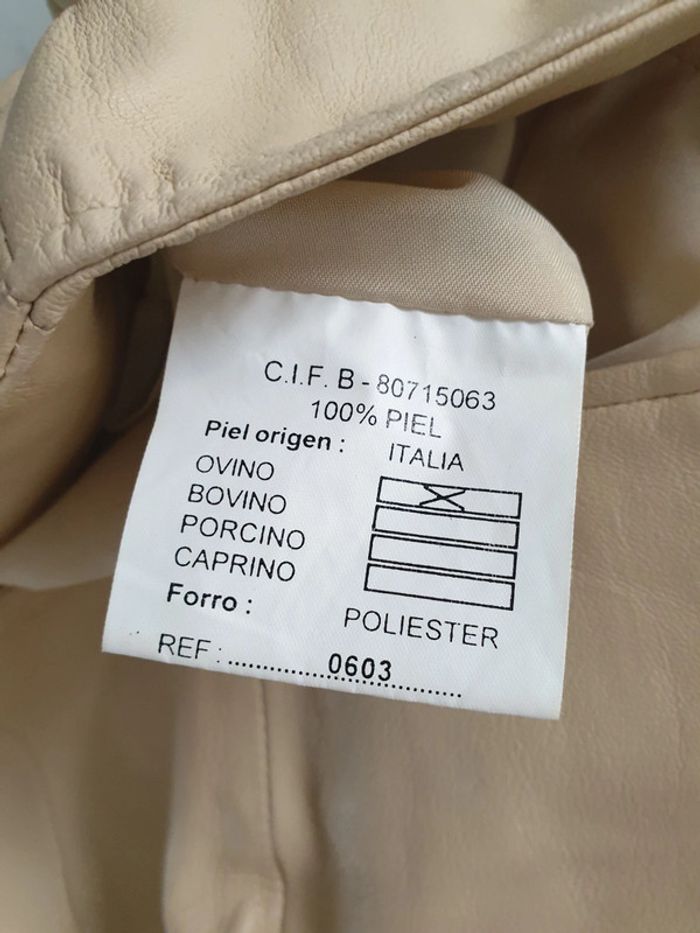 C.I.F. B - 80715063
100% PIEL
Piel origen : ITALIA
OVINO X
BOVINO
PORCINO
CAPRINO
Forro : POLIESTER
REF : 0603